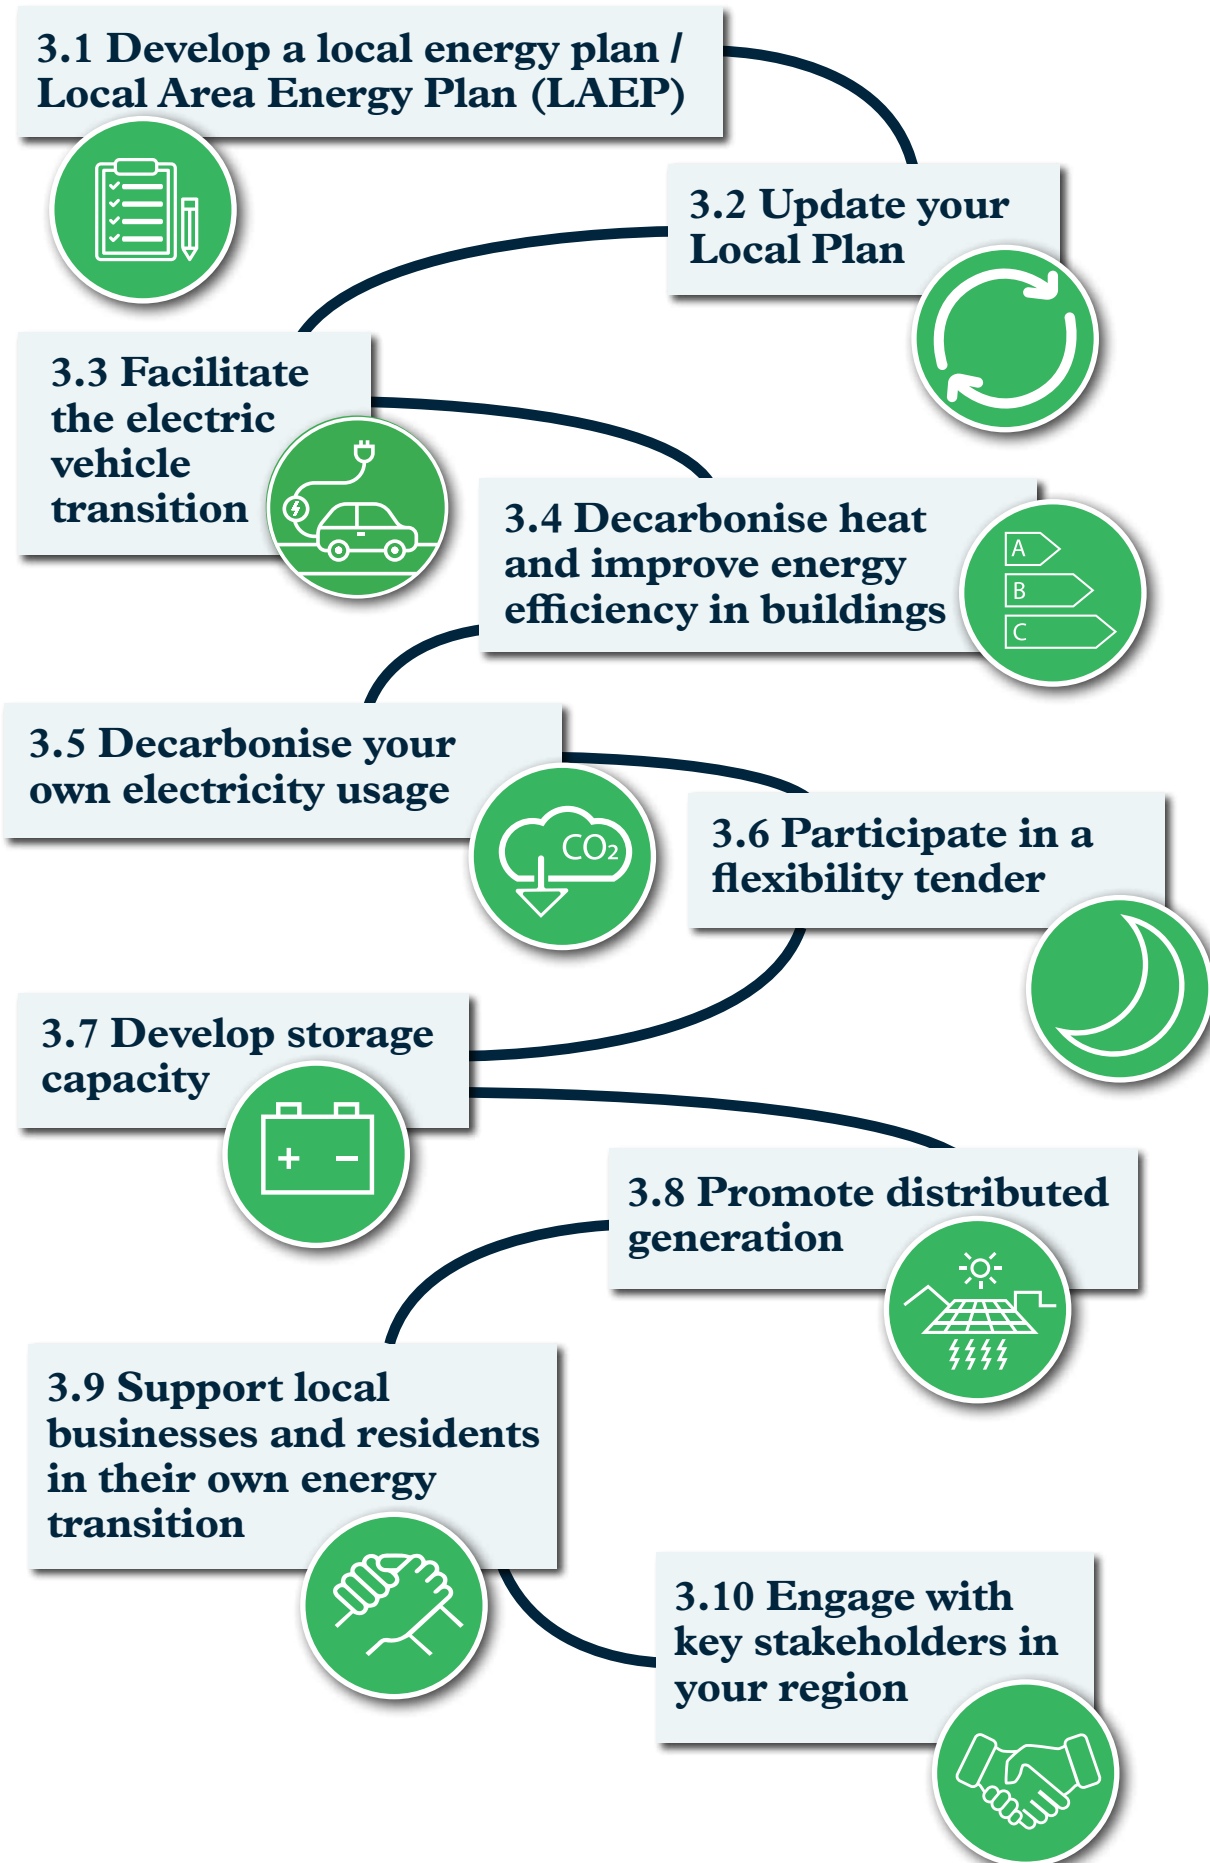 3.1 Develop a local energy plan /
Local Area Energy Plan (LAEP)
3.2 Update your
Local Plan
3.3 Facilitate
the electric
vehicle
transition
3.4 Decarbonise heat
and improve energy
efficiency in buildings
A
B
C
3.5 Decarbonise your
own electricity usage
CO₂
3.6 Participate in a
flexibility tender
3.7 Develop storage
capacity
+ −
3.8 Promote distributed
generation
3.9 Support local
businesses and residents
in their own energy
transition
3.10 Engage with
key stakeholders in
your region